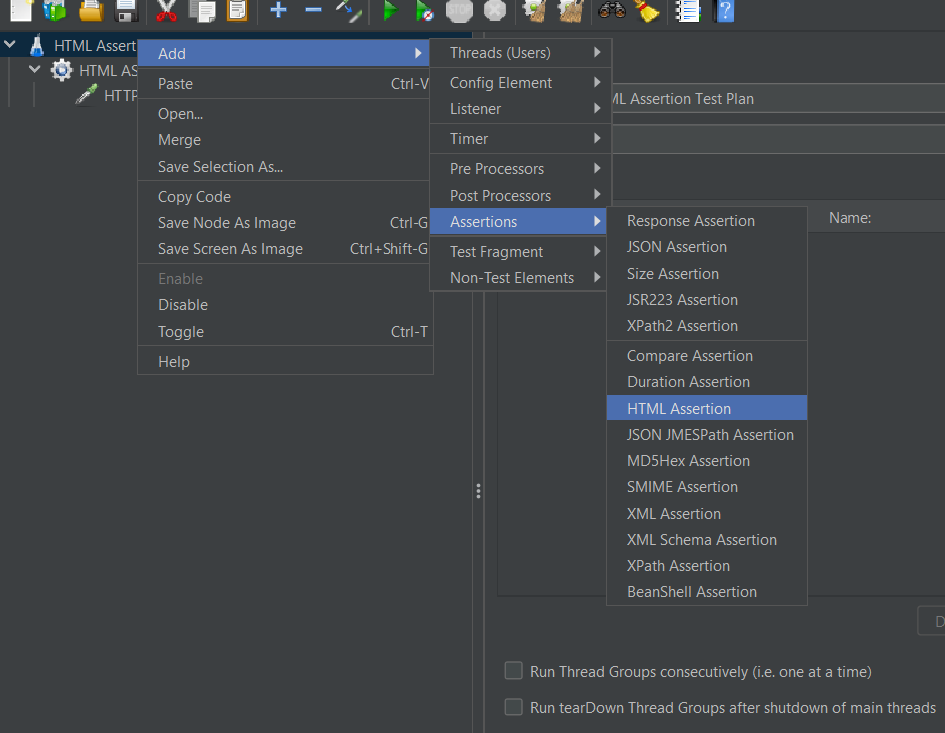 STOP
?
HTML Assert
HTML AS
HTTP
Add
Paste Ctrl-V
Open...
Merge
Save Selection As...
Copy Code
Save Node As Image Ctrl-G
Save Screen As Image Ctrl+Shift-G
Enable
Disable
Toggle Ctrl-T
Help
Threads (Users)
Config Element
Listener
Timer
Pre Processors
Post Processors
Assertions
Test Fragment
Non-Test Elements
Response Assertion
JSON Assertion
Size Assertion
JSR223 Assertion
XPath2 Assertion
Compare Assertion
Duration Assertion
HTML Assertion
JSON JMESPath Assertion
MD5Hex Assertion
SMIME Assertion
XML Assertion
XML Schema Assertion
XPath Assertion
BeanShell Assertion
ML Assertion Test Plan
Name:
D
Run Thread Groups consecutively (i.e. one at a time)
Run tearDown Thread Groups after shutdown of main threads